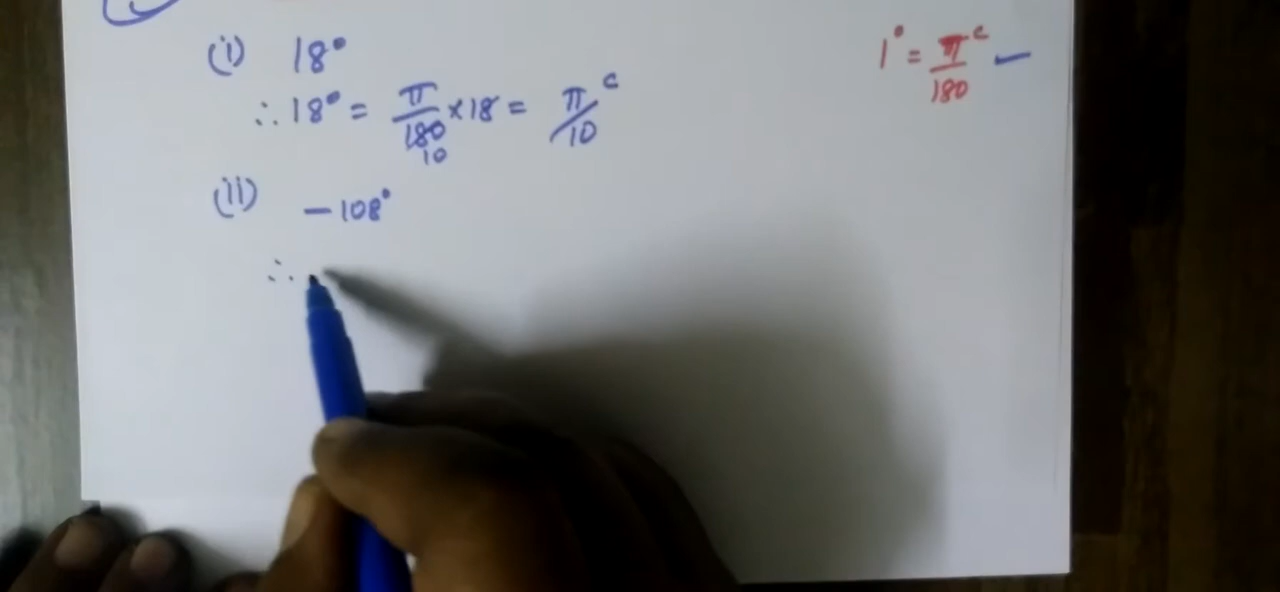 (i) 18°
1° = π^c/180 –
∴ 18° = π/180 × 18 = π/10 ^c
10
(ii) – 108°
∴